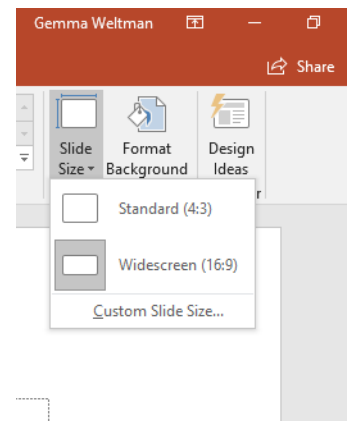 Gemma Weltman
Share
Slide Size
Format Background
Design Ideas
r
Standard (4:3)
Widescreen (16:9)
Custom Slide Size...